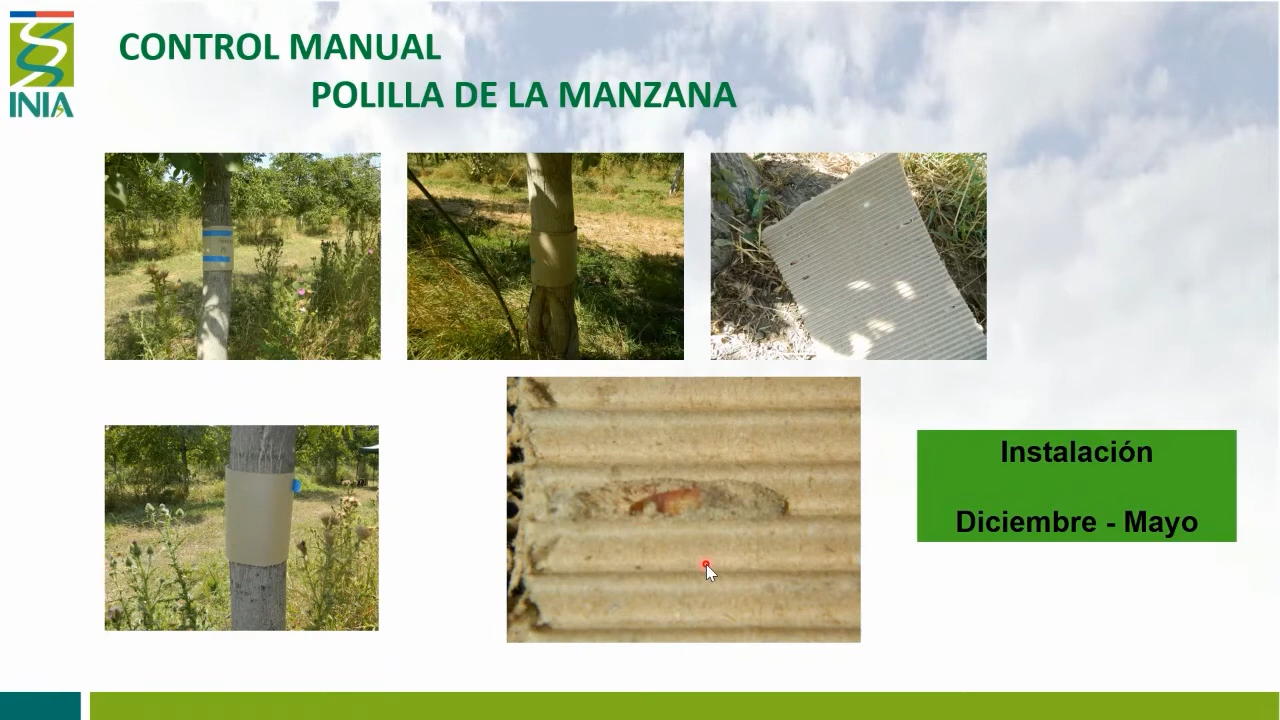 INIA
CONTROL MANUAL
POLILLA DE LA MANZANA
Instalación
Diciembre - Mayo